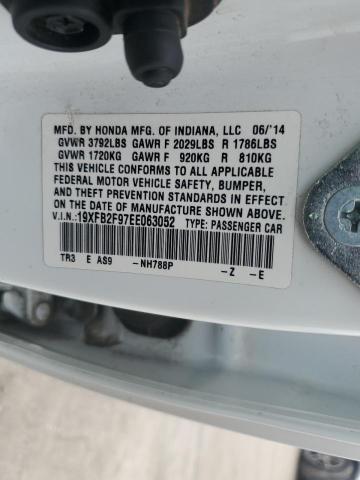 MFD. BY HONDA MFG. OF INDIANA, LLC 06/'14
GVWR 3792LBS GAWR F 2029LBS R 1786LBS
GVWR 1720KG GAWR F 920KG R 810KG
THIS VEHICLE CONFORMS TO ALL APPLICABLE
FEDERAL MOTOR VEHICLE SAFETY, BUMPER,
AND THEFT PREVENTION STANDARDS IN EFFECT
ON THE DATE OF MANUFACTURE SHOWN ABOVE.
V.I.N.:19XFB2F97EE063052 TYPE: PASSENGER CAR
TR3 E AS9 -NH788P -Z -E